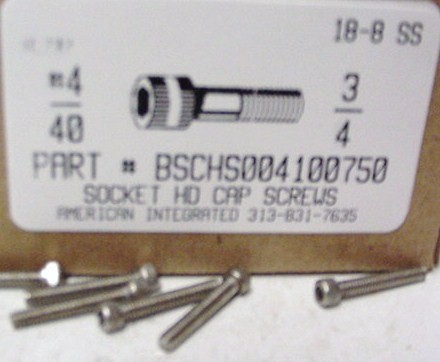 18-8 SS
#4
40
3
4
PART # BSCHS004100750
SOCKET HD CAP SCREWS
AMERICAN INTEGRATED 313-831-7635